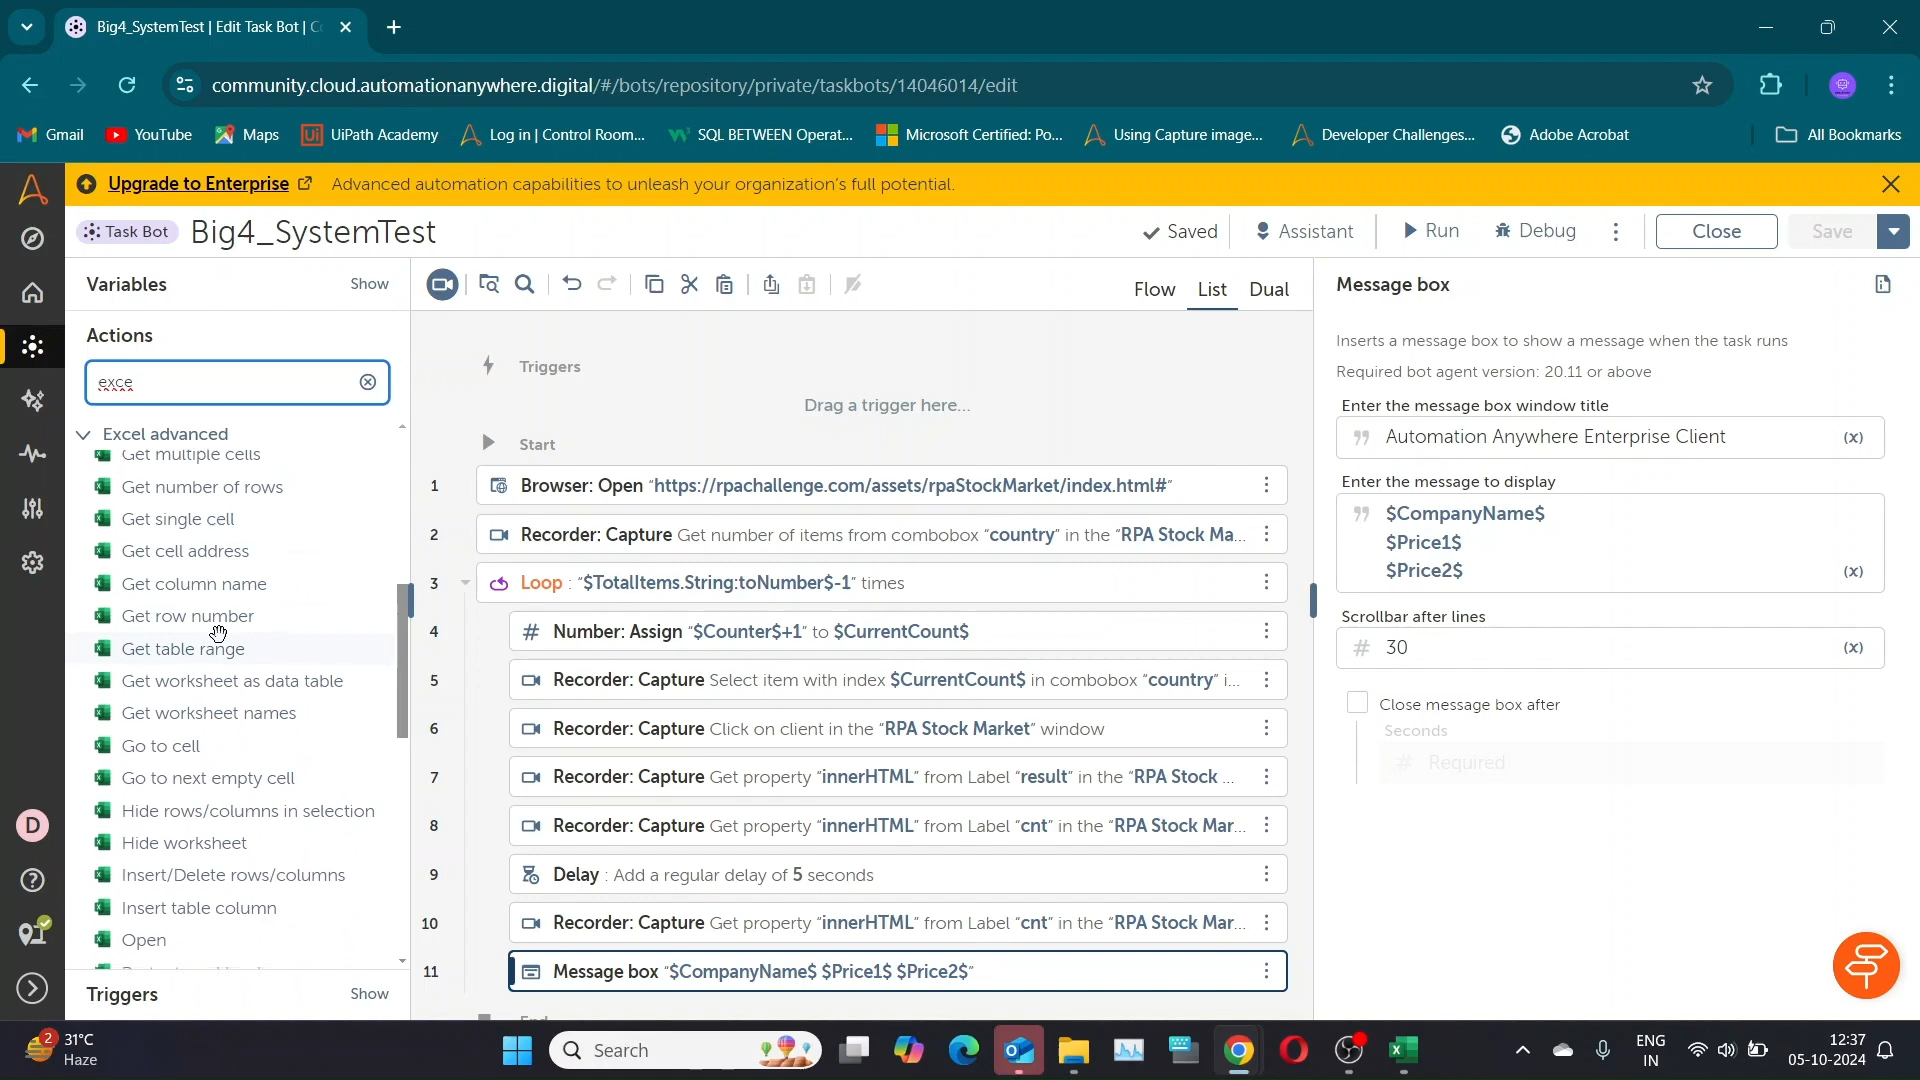 Big4_SystemTest | Edit Task Bot | C
community.cloud.automationanywhere.digital/#/bots/repository/private/taskbots/14046014/edit
Gmail
YouTube
Maps
UiPath Academy
Log in | Control Room...
SQL BETWEEN Operat...
Microsoft Certified: Po...
Using Capture image...
Developer Challenges...
Adobe Acrobat
All Bookmarks
Upgrade to Enterprise
Advanced automation capabilities to unleash your organization's full potential.
Task Bot
Big4_SystemTest
Saved
Assistant
Run
Debug
Close
Save
Variables
Show
Actions
exce
Excel advanced
Get multiple cells
Get number of rows
Get single cell
Get cell address
Get column name
Get row number
Get table range
Get worksheet as data table
Get worksheet names
Go to cell
Go to next empty cell
Hide rows/columns in selection
Hide worksheet
Insert/Delete rows/columns
Insert table column
Open
Triggers
Show
Flow
List
Dual
Triggers
Drag a trigger here...
Start
1 Browser: Open "https://rpachallenge.com/assets/rpaStockMarket/index.html#"
2 Recorder: Capture Get number of items from combobox "country" in the "RPA Stock Ma...
3 Loop : "$TotalItems.String:toNumber$-1" times
4 # Number: Assign "$Counter$+1" to $CurrentCount$
5 Recorder: Capture Select item with index $CurrentCount$ in combobox "country" i...
6 Recorder: Capture Click on client in the "RPA Stock Market" window
7 Recorder: Capture Get property "innerHTML" from Label "result" in the "RPA Stock ...
8 Recorder: Capture Get property "innerHTML" from Label "cnt" in the "RPA Stock Mar...
9 Delay : Add a regular delay of 5 seconds
10 Recorder: Capture Get property "innerHTML" from Label "cnt" in the "RPA Stock Mar...
11 Message box "$CompanyName$ $Price1$ $Price2$"
End
Message box
Inserts a message box to show a message when the task runs
Required bot agent version: 20.11 or above
Enter the message box window title
Automation Anywhere Enterprise Client (x)
Enter the message to display
$CompanyName$
$Price1$
$Price2$ (x)
Scrollbar after lines
# 30 (x)
Close message box after
Seconds
# Required
D
2
31°C
Haze
Search
ENG
IN
12:37
05-10-2024